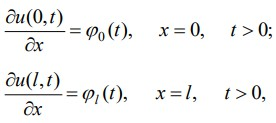 ∂u(0,t)/∂x = φ₀(t), x = 0, t > 0;
∂u(l,t)/∂x = φₗ(t), x = l, t > 0,